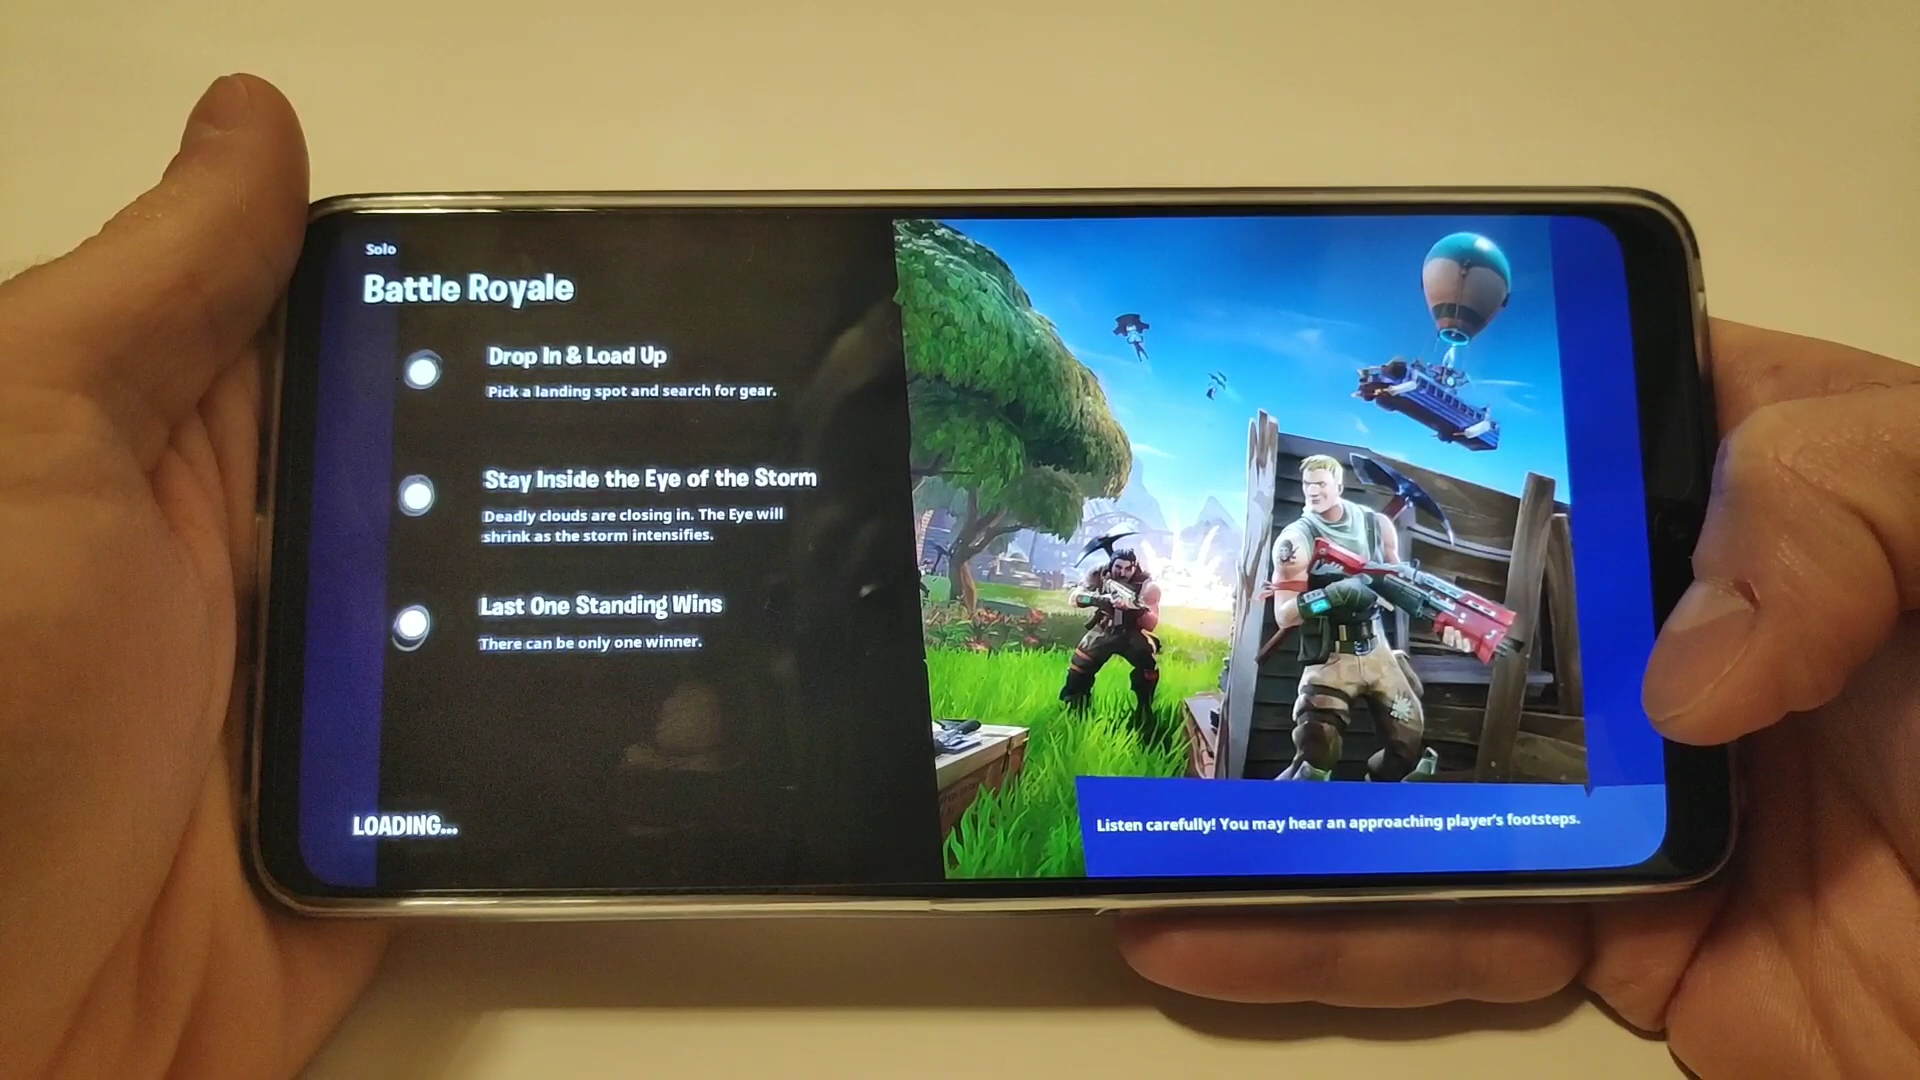 Solo
Battle Royale
Drop In & Load Up
Pick a landing spot and search for gear.
Stay Inside the Eye of the Storm
Deadly clouds are closing in. The Eye will
shrink as the storm intensifies.
Last One Standing Wins
There can be only one winner.
LOADING...
Listen carefully! You may hear an approaching player's footsteps.